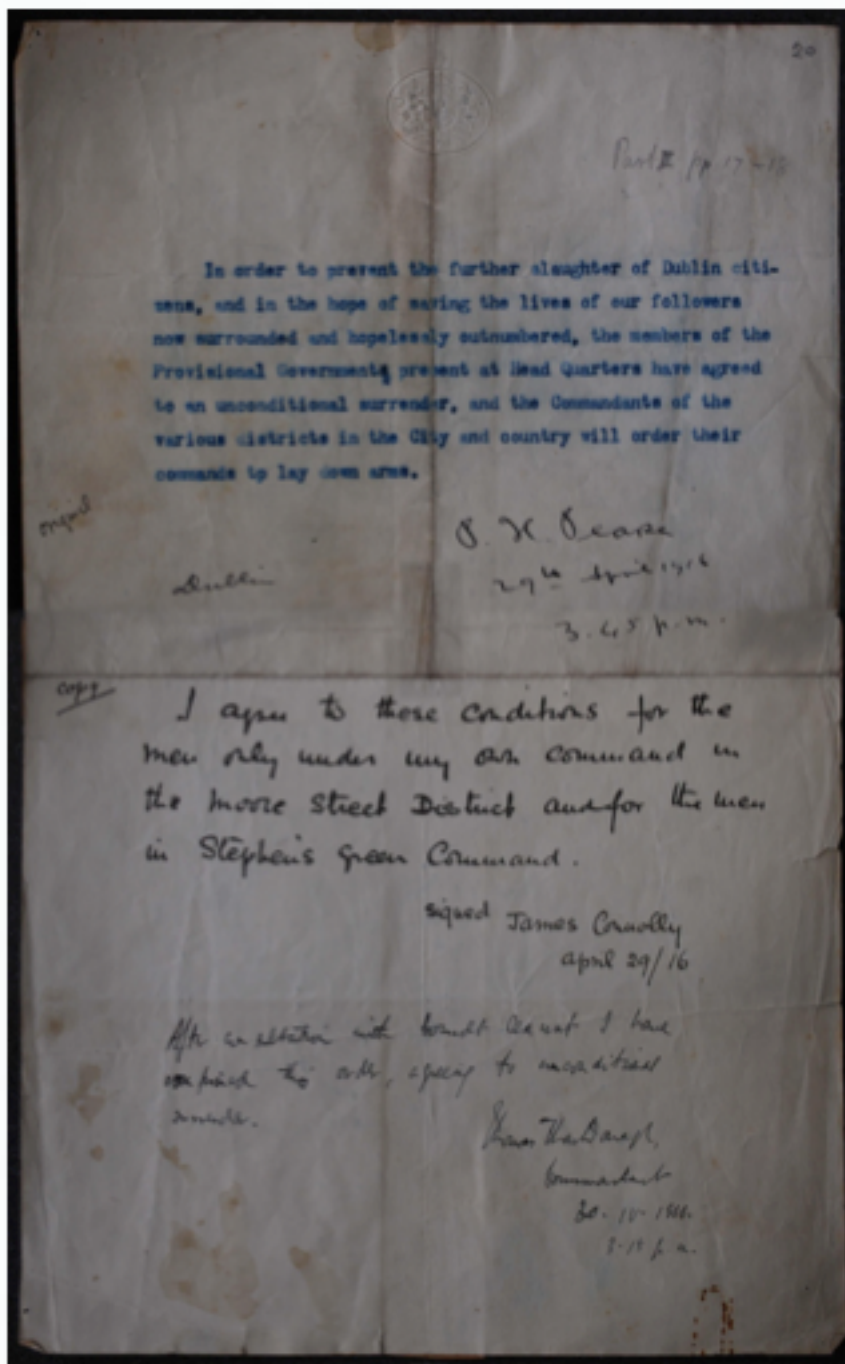 20
Part II pp 17-18
In order to prevent the further slaughter of Dublin citi-
zens, and in the hope of saving the lives of our followers
now surrounded and hopelessly outnumbered, the members of the
Provisional Government present at Head Quarters have agreed
to an unconditional surrender, and the Commandants of the
various districts in the City and country will order their
commands to lay down arms.
original
P. H. Pearse
Dublin
29th April 1916
3.45 p.m.
copy
I agree to these conditions for the
men only under my own command in
the Moore Street District and for the men
in Stephen's Green Command.
signed James Connolly
April 29/16
After consultation with Comdt Ceannt I have
confirmed this order, agreeing to unconditional
surrender.
Thomas MacDonagh,
Commandant
30. IV. 1916.
3.15 p.m.